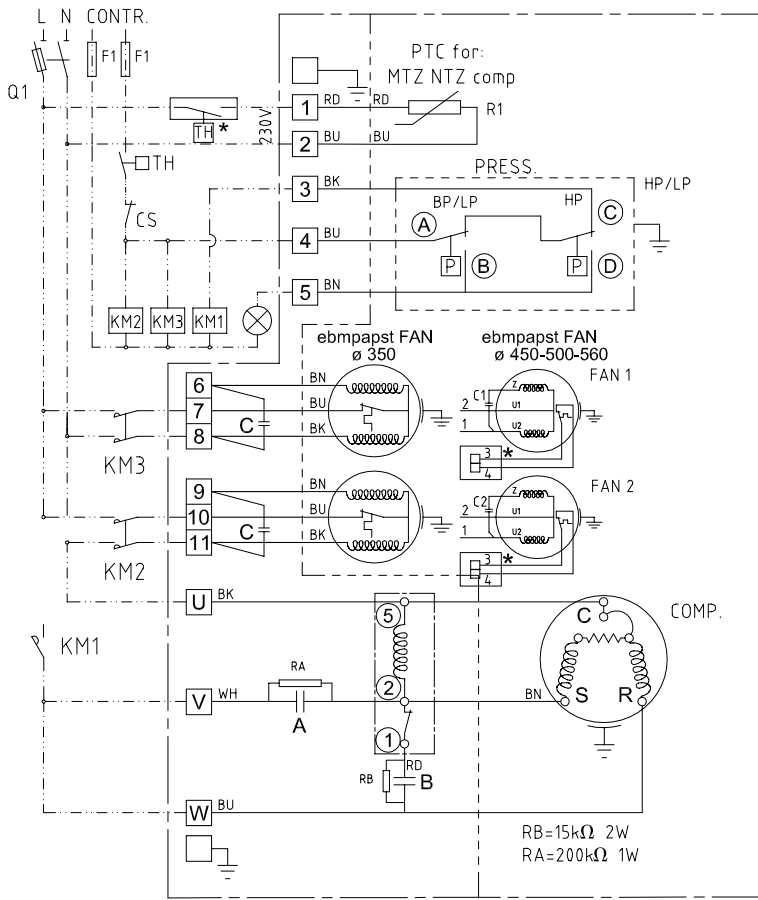 L N CONTR.
F1 F1
Q1
TH *
230V
1 RD RD
2 BU BU
PTC for:
MTZ NTZ comp
R1
TH
CS
3 BK
4 BU
5 BN
PRESS.
HP/LP
BP/LP HP
A C
P B P D
KM2 KM3 KM1
ebmpapst FAN
ø 350
ebmpapst FAN
ø 450-500-560
FAN 1
6 BN
7 BU
8 BK
C
KM3
C1 Z
2 U1
1 U2
3 *
4
9 BN
10 BU
11 BK
C
KM2
FAN 2
C2 Z
2 U1
1 U2
3 *
4
U BK
5
C
COMP.
KM1
RA
V WH
A
2
BN S R
1
RB RD B
W BU
RB=15kΩ 2W
RA=200kΩ 1W